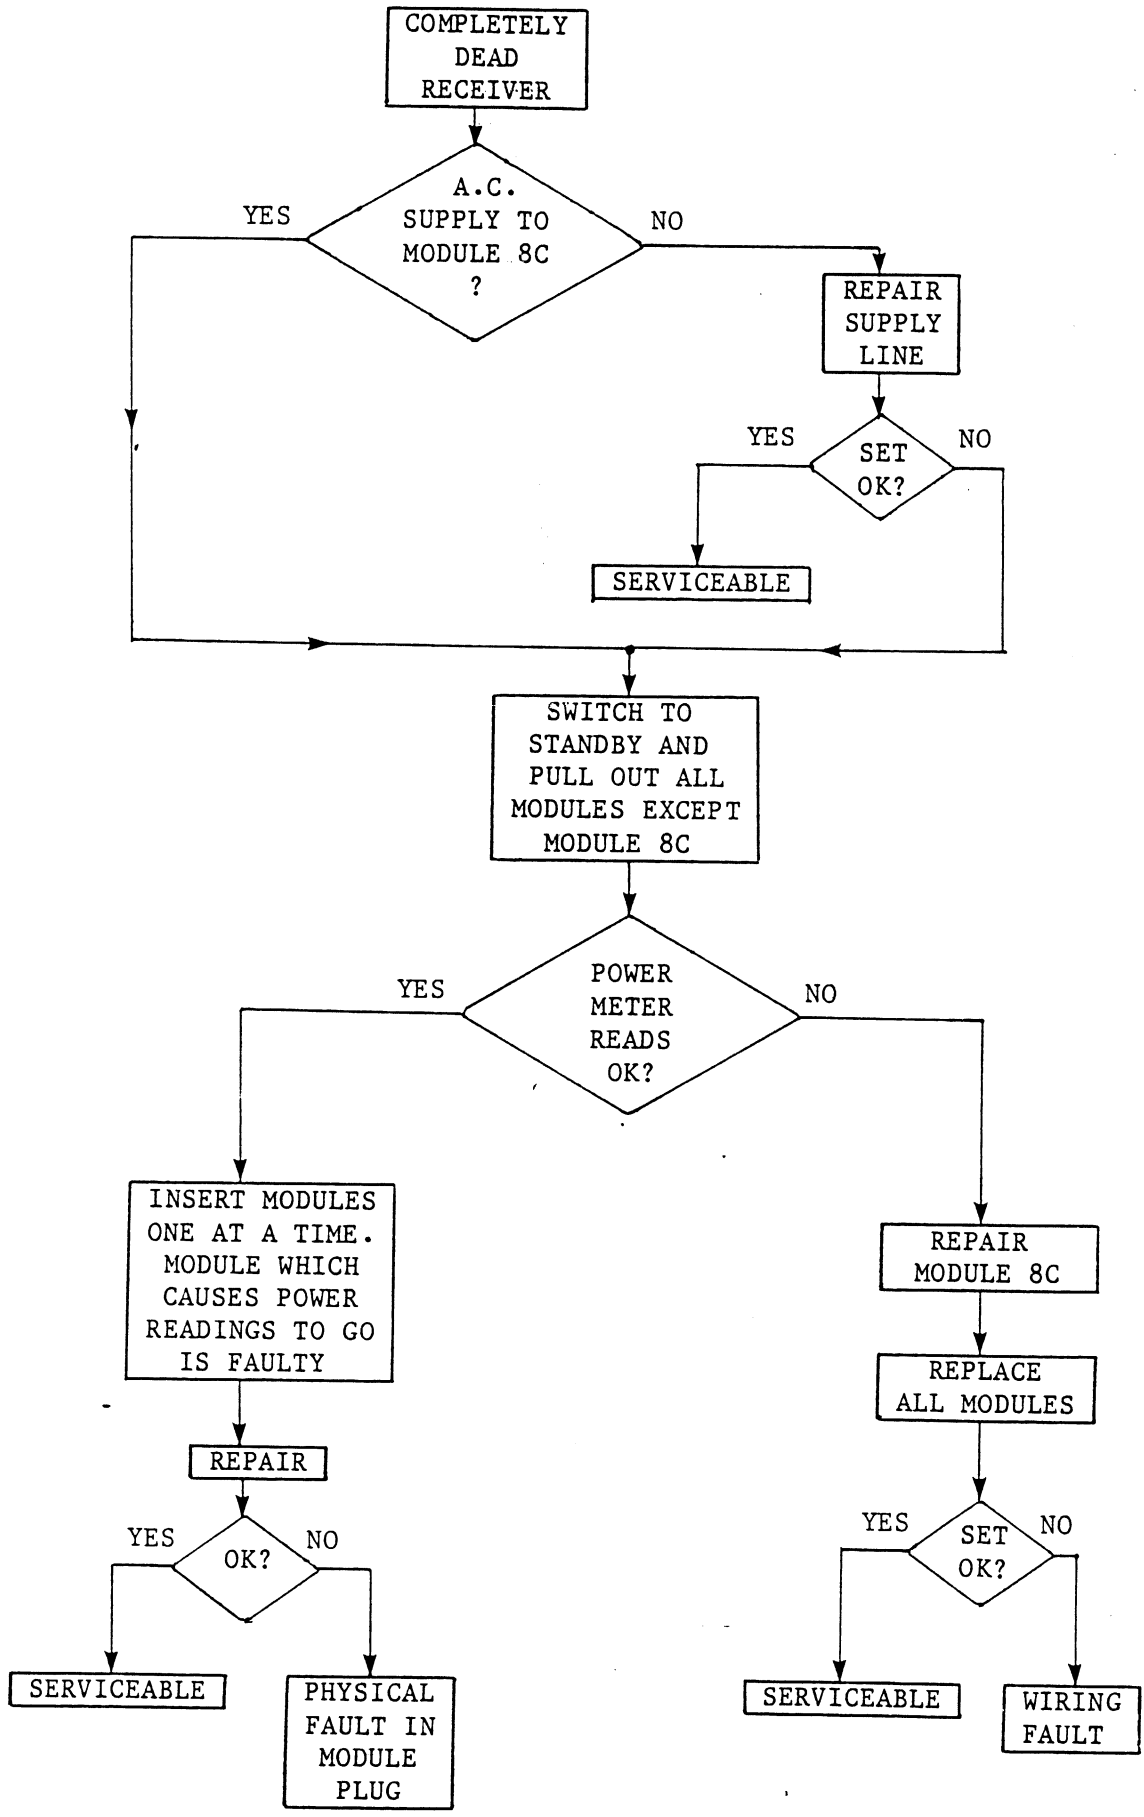 COMPLETELY
DEAD
RECEIVER
A.C.
SUPPLY TO
MODULE 8C
?
YES
NO
REPAIR
SUPPLY
LINE
SET
OK?
YES
NO
SERVICEABLE
SWITCH TO
STANDBY AND
PULL OUT ALL
MODULES EXCEPT
MODULE 8C
POWER
METER
READS
OK?
YES
NO
INSERT MODULES
ONE AT A TIME.
MODULE WHICH
CAUSES POWER
READINGS TO GO
IS FAULTY
REPAIR
OK?
YES
NO
SERVICEABLE
PHYSICAL
FAULT IN
MODULE
PLUG
REPAIR
MODULE 8C
REPLACE
ALL MODULES
SET
OK?
YES
NO
SERVICEABLE
WIRING
FAULT